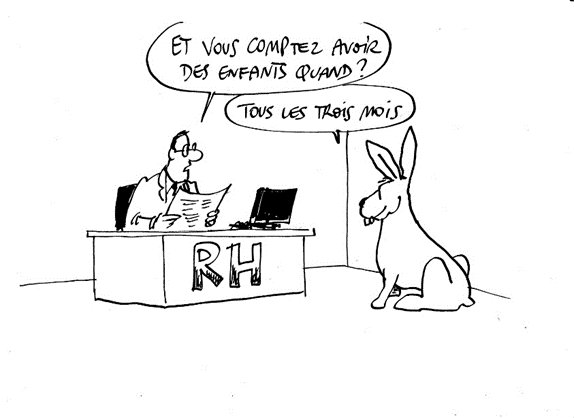 ET VOUS COMPTEZ AVOIR
DES ENFANTS QUAND ?
TOUS LES TROIS MOIS
RH